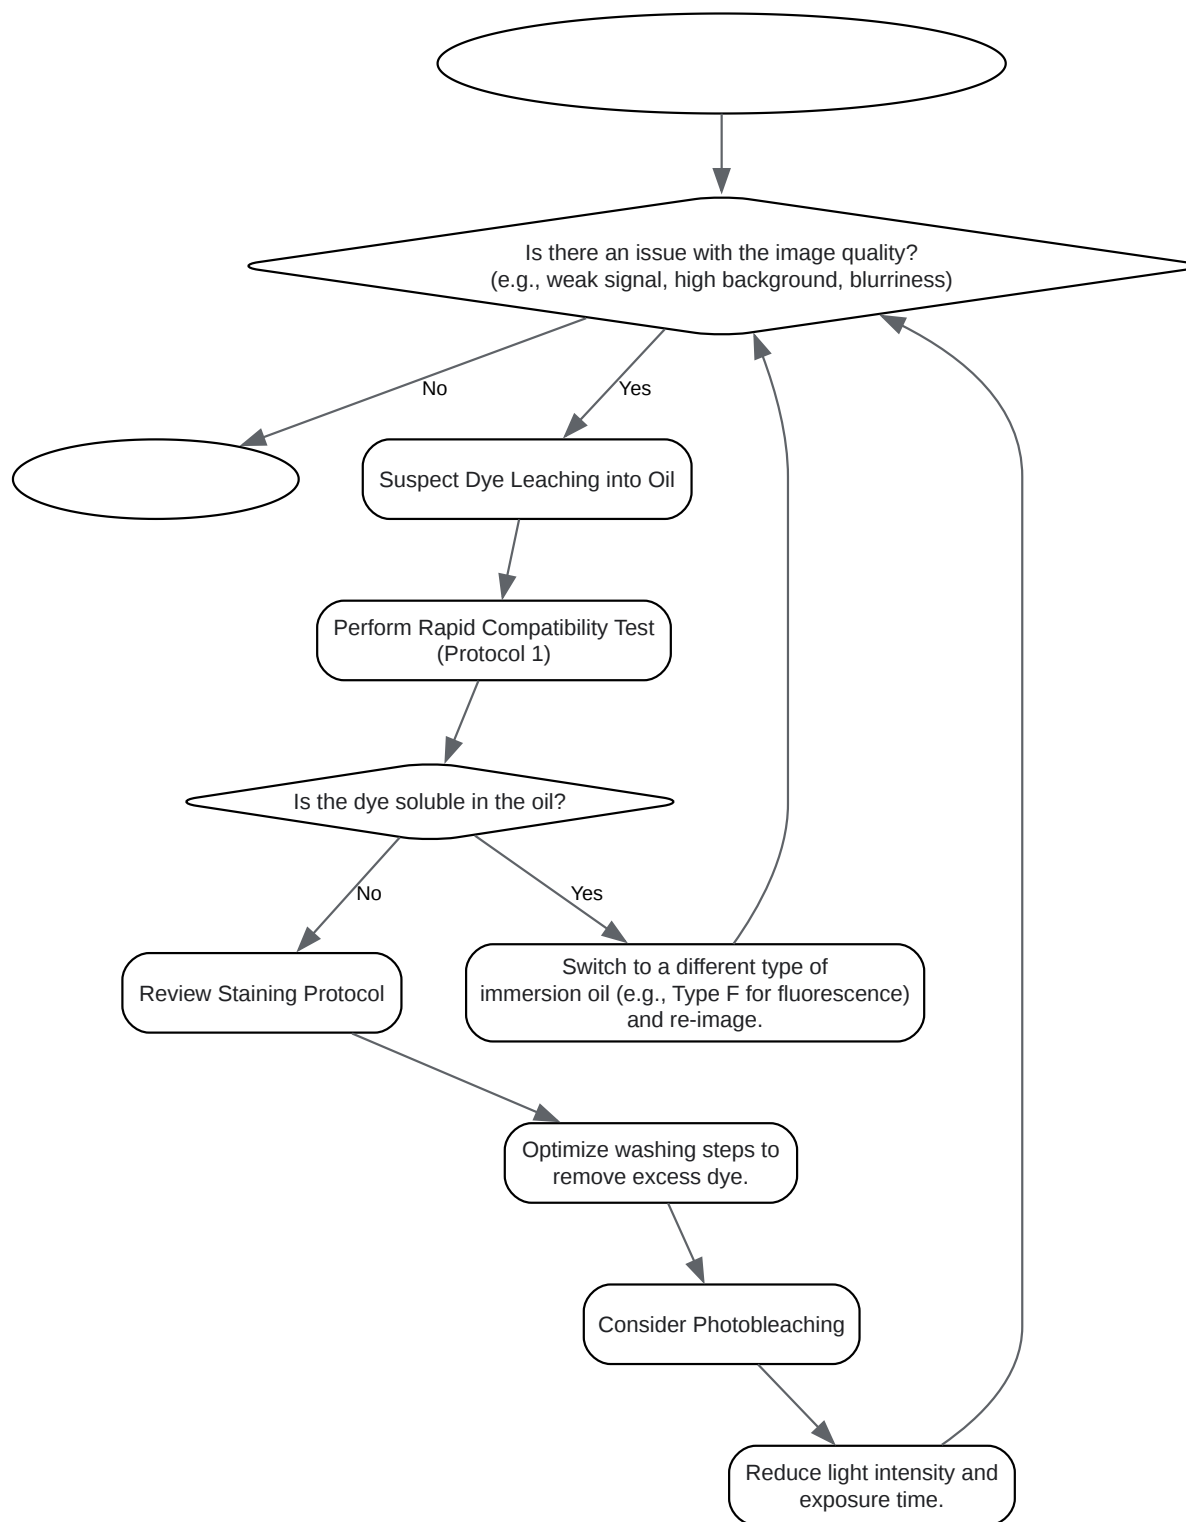 Is there an issue with the image quality?
(e.g., weak signal, high background, blurriness)
No
Yes
Suspect Dye Leaching into Oil
Perform Rapid Compatibility Test
(Protocol 1)
Is the dye soluble in the oil?
No
Yes
Review Staining Protocol
Switch to a different type of
immersion oil (e.g., Type F for fluorescence)
and re-image.
Optimize washing steps to
remove excess dye.
Consider Photobleaching
Reduce light intensity and
exposure time.